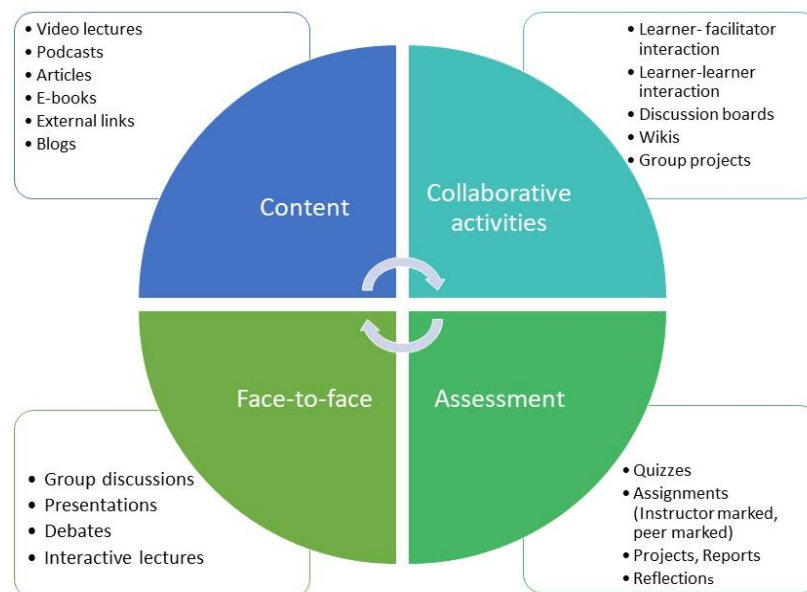 • Video lectures
• Podcasts
• Articles
• E-books
• External links
• Blogs
• Learner- facilitator
interaction
• Learner-learner
interaction
• Discussion boards
• Wikis
• Group projects
Content
Collaborative
activities
Face-to-face
Assessment
• Group discussions
• Presentations
• Debates
• Interactive lectures
• Quizzes
• Assignments
(Instructor marked,
peer marked)
• Projects, Reports
• Reflections